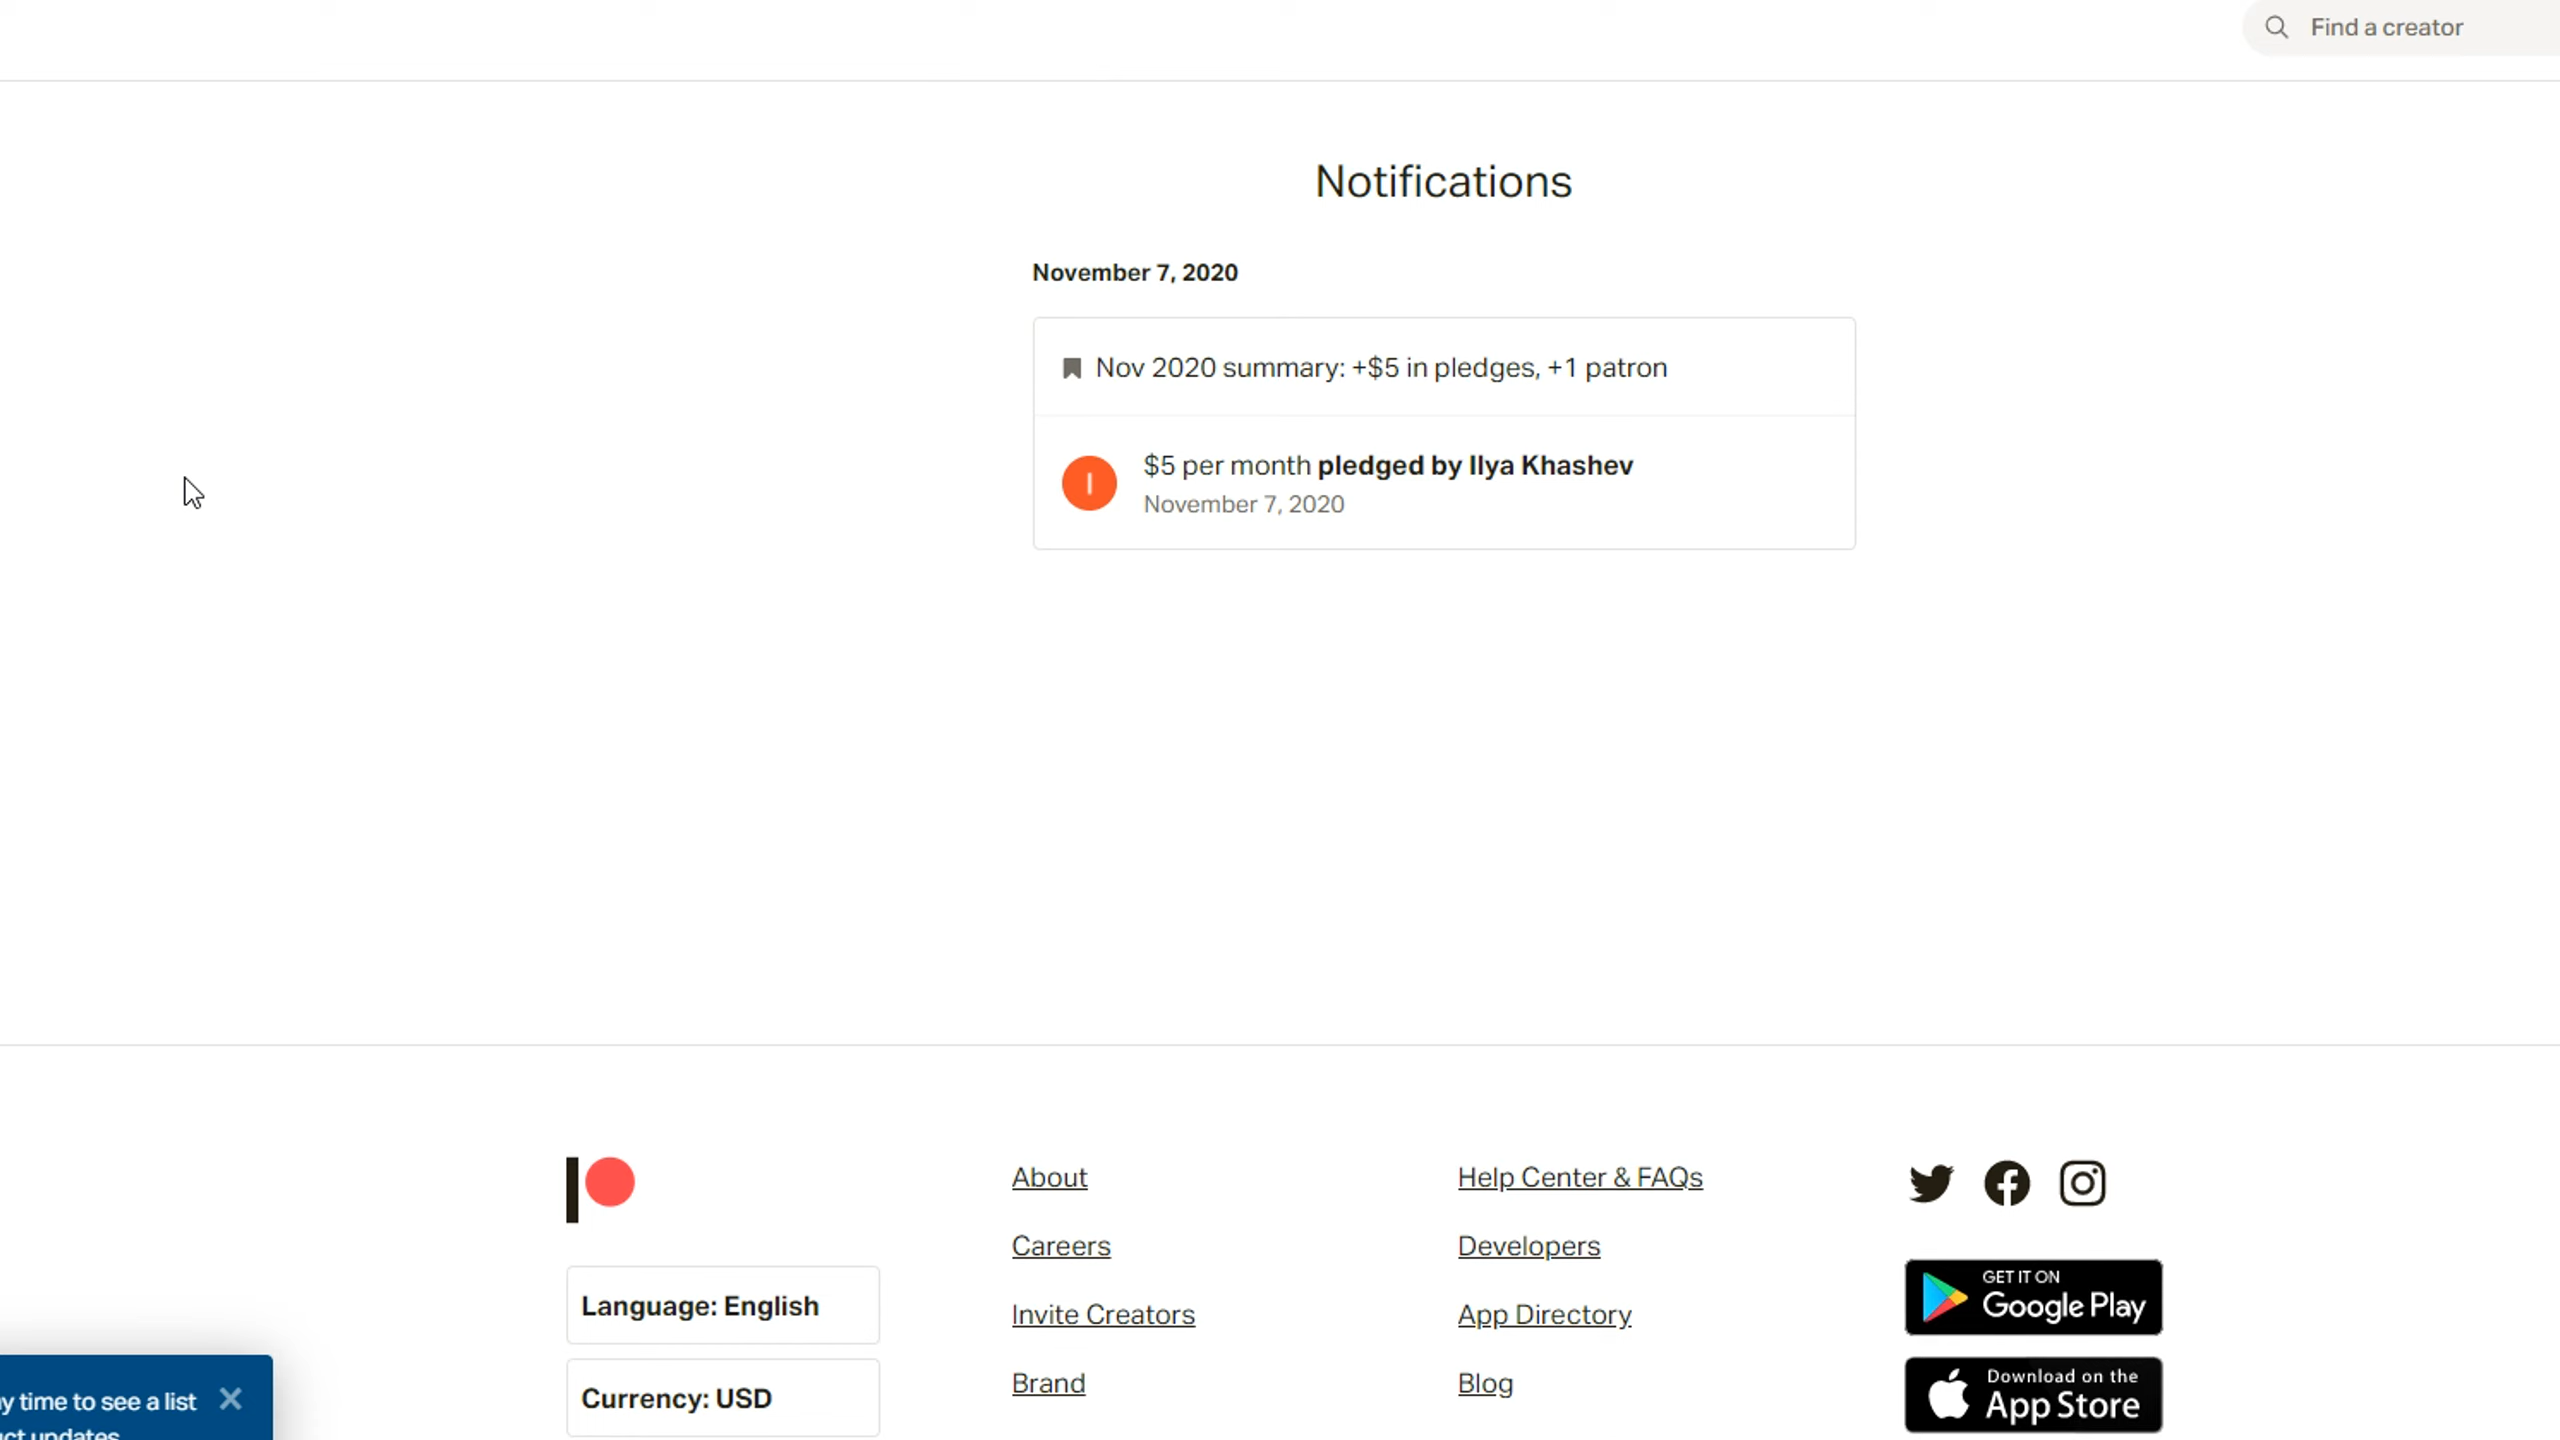 Find a creator
Notifications
November 7, 2020
Nov 2020 summary: +$5 in pledges, +1 patron
I
$5 per month pledged by Ilya Khashev
November 7, 2020
About
Careers
Invite Creators
Brand
Help Center & FAQs
Developers
App Directory
Blog
Language: English
Currency: USD
GET IT ON
Google Play
Download on the
App Store
time to see a list
updates